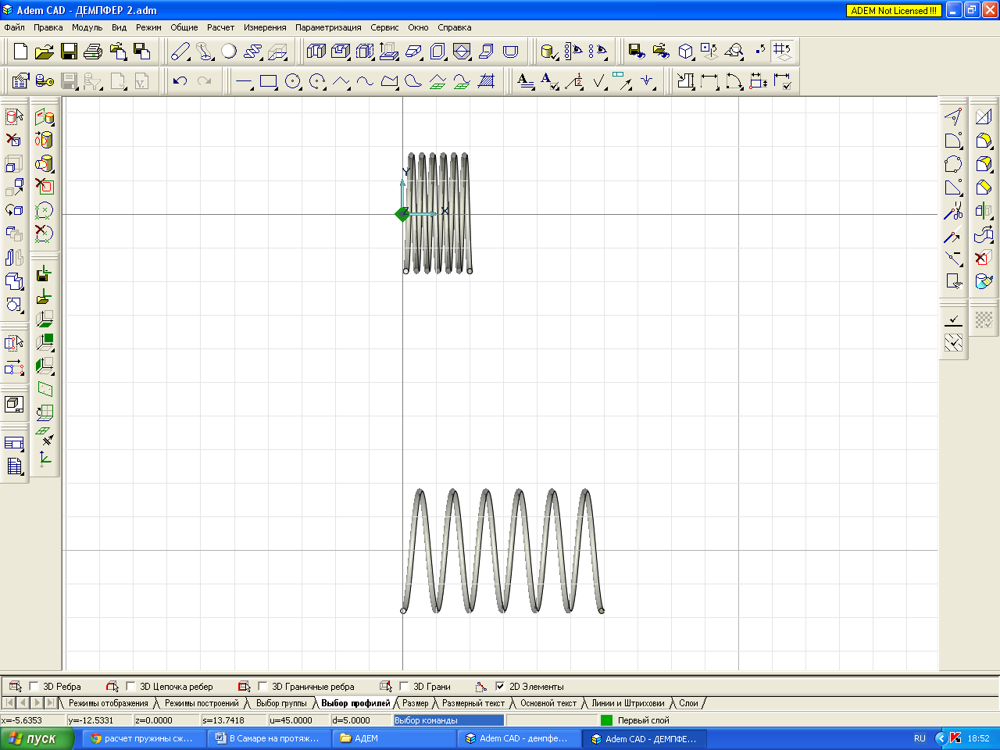 Adem CAD - ДЕМПФЕР 2.adm
ADEM Not Licensed !!!
Файл Правка Модуль Вид Режим Общие Расчет Измерения Параметризация Сервис Окно Справка
Y
Z X
3D Ребра 3D Цепочка ребер 3D Граничные ребра 3D Грани 2D Элементы
Режимы отображения Режимы построений Выбор группы Выбор профилей Размер Размерный текст Основной текст Линии и Штриховки Слои
x=-5.6353 y=-12.5331 z=0.0000 s=13.7418 u=45.0000 d=5.0000 Выбор команды Первый слой
пуск расчет пружины сж... В Самаре на протяж... АДЕМ Adem CAD - демпфе... Adem CAD - ДЕМПФЕ... RU 18:52